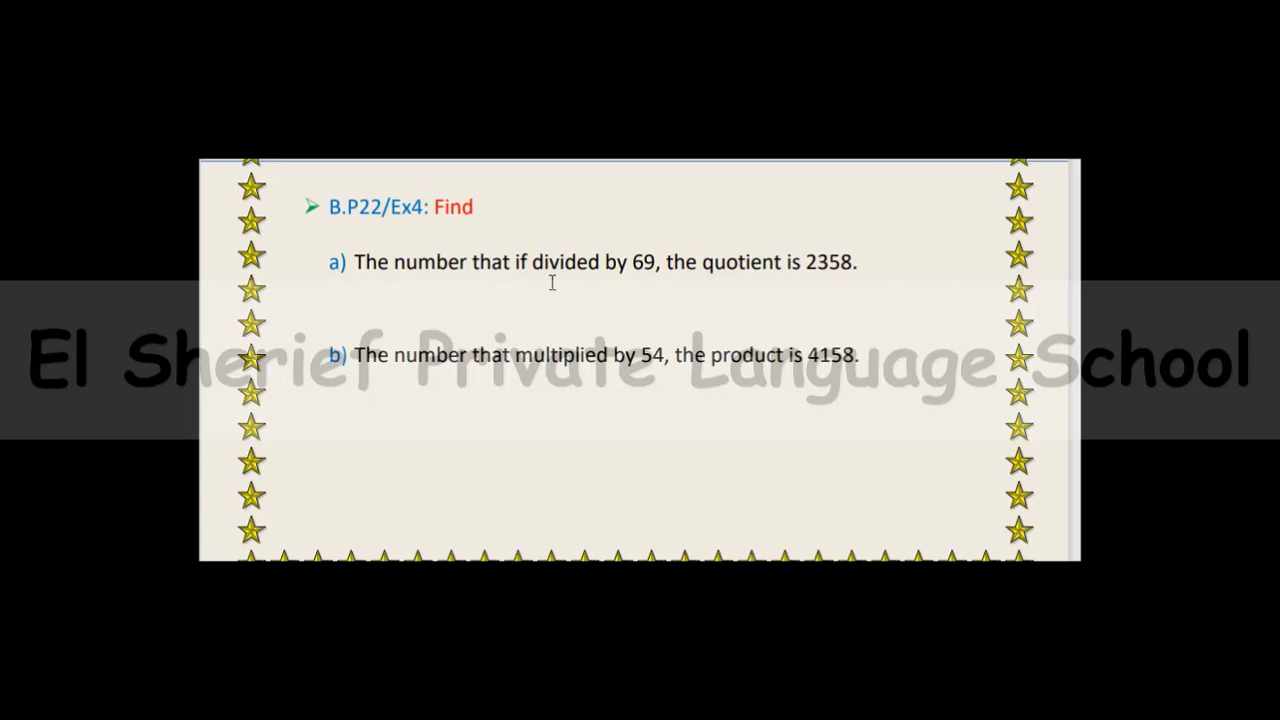 B.P22/Ex4: Find
a) The number that if divided by 69, the quotient is 2358.
b) The number that multiplied by 54, the product is 4158.
El Sherief Private Language School